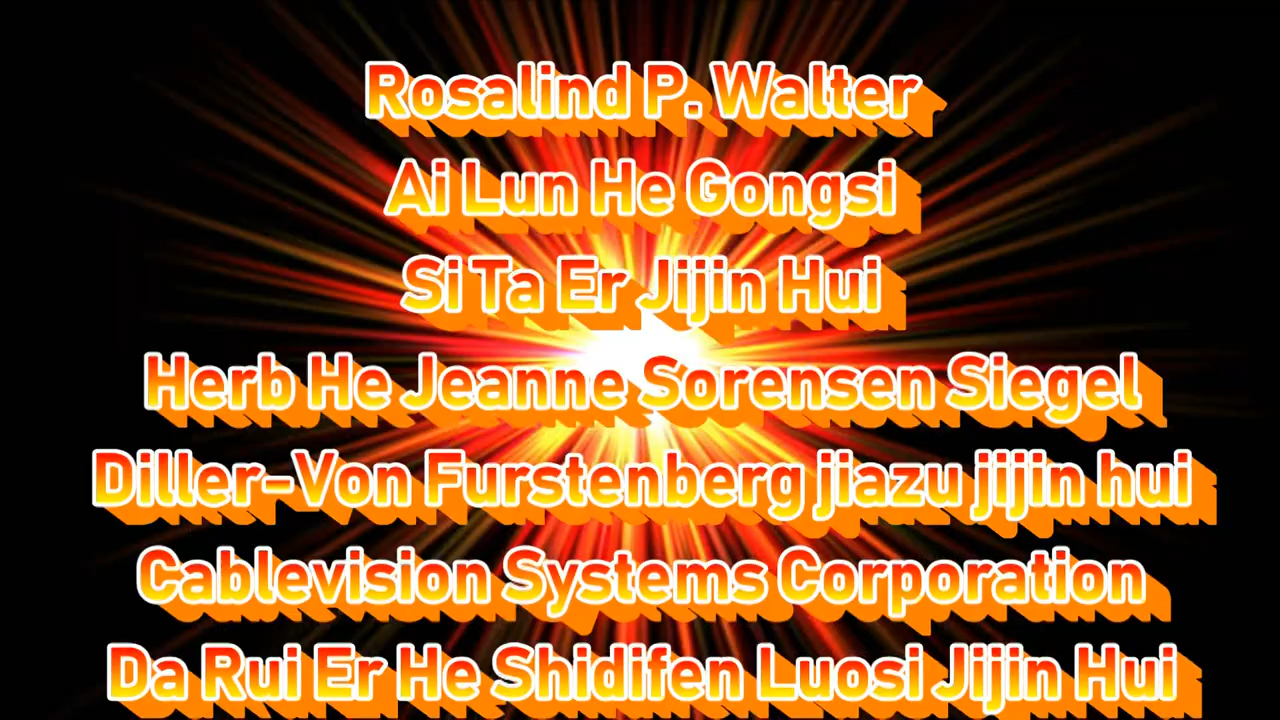 Rosalind P. Walter
Ai Lun He Gongsi
Si Ta Er Jijin Hui
Herb He Jeanne Sorensen Siegel
Diller-Von Furstenberg jiazu jijin hui
Cablevision Systems Corporation
Da Rui Er He Shidifen Luosi Jijin Hui